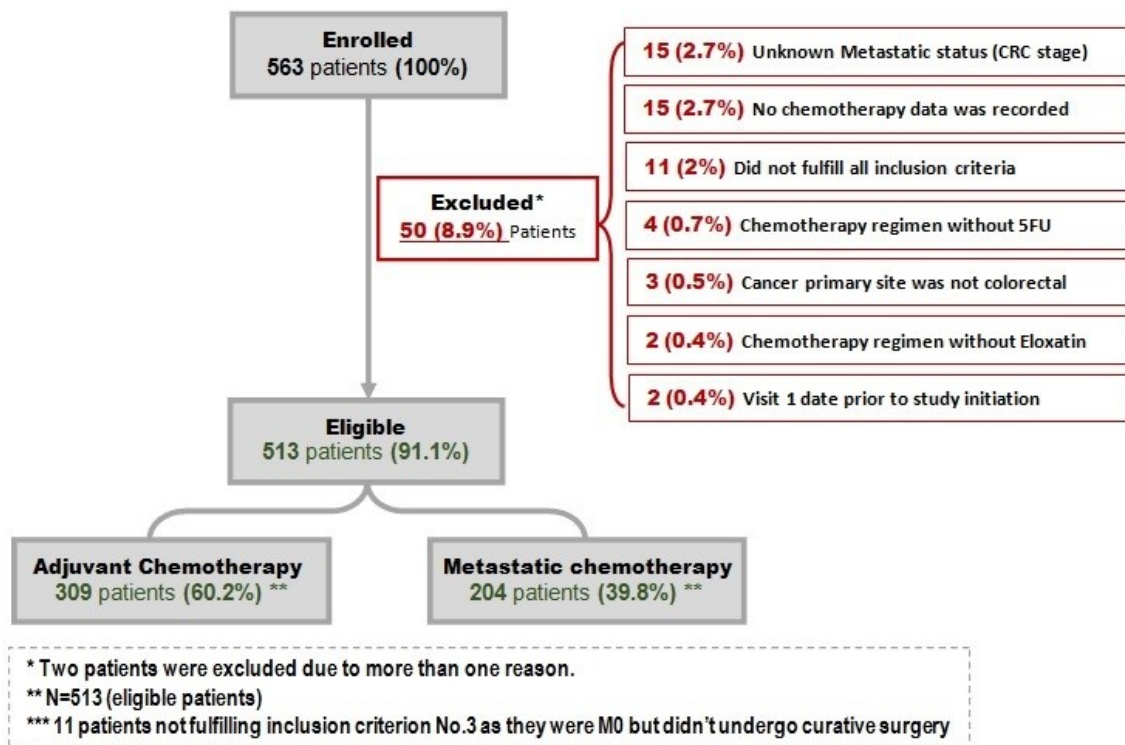 Enrolled
563 patients (100%)
15 (2.7%) Unknown Metastatic status (CRC stage)
15 (2.7%) No chemotherapy data was recorded
11 (2%) Did not fulfill all inclusion criteria
Excluded*
50 (8.9%) Patients
4 (0.7%) Chemotherapy regimen without 5FU
3 (0.5%) Cancer primary site was not colorectal
2 (0.4%) Chemotherapy regimen without Eloxatin
2 (0.4%) Visit 1 date prior to study initiation
Eligible
513 patients (91.1%)
Adjuvant Chemotherapy
309 patients (60.2%) **
Metastatic chemotherapy
204 patients (39.8%) **
* Two patients were excluded due to more than one reason.
** N=513 (eligible patients)
*** 11 patients not fulfilling inclusion criterion No.3 as they were M0 but didn't undergo curative surgery